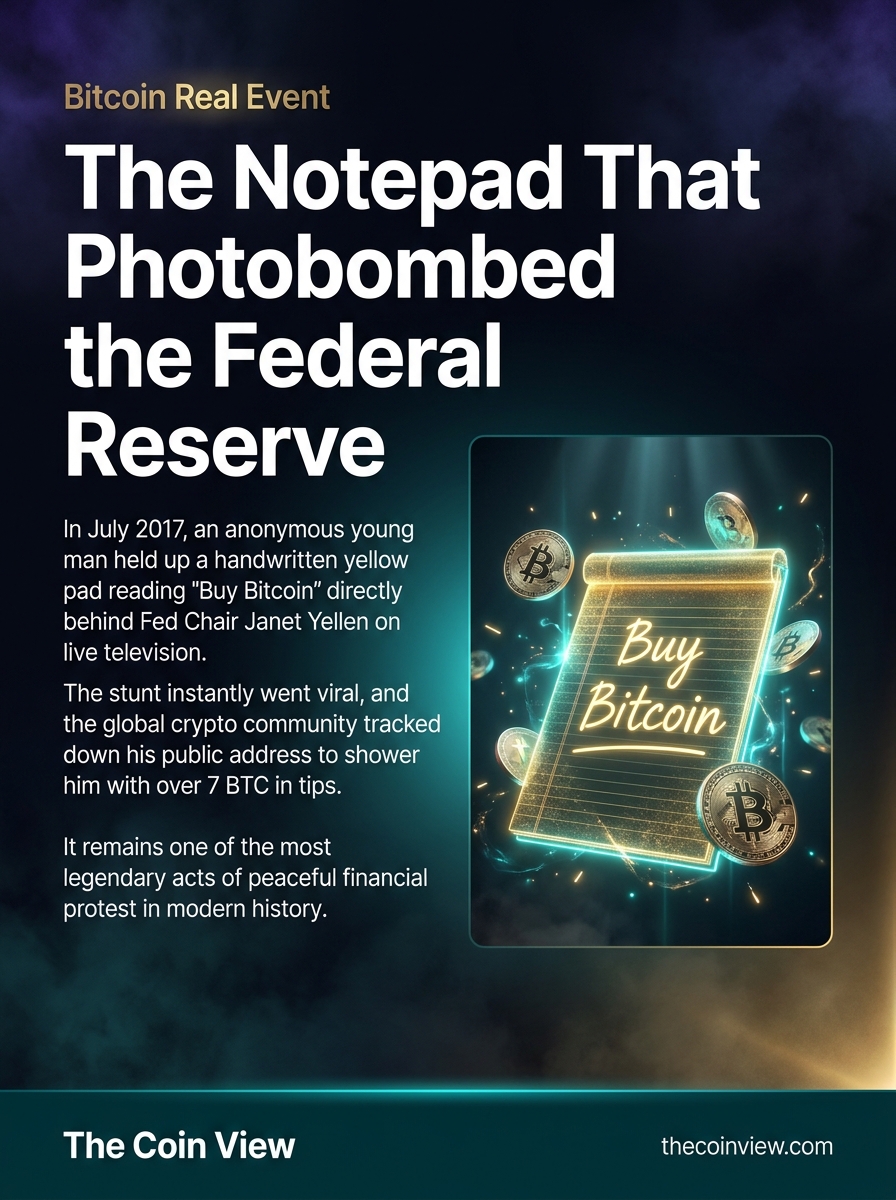 Bitcoin Real Event
The Notepad That
Photobombed
the Federal
Reserve
In July 2017, an anonymous young
man held up a handwritten yellow
pad reading "Buy Bitcoin” directly
behind Fed Chair Janet Yellen on
live television.
The stunt instantly went viral, and
the global crypto community tracked
down his public address to shower
him with over 7 BTC in tips.
It remains one of the most
legendary acts of peaceful financial
protest in modern history.
Buy
Bitcoin
The Coin View
thecoinview.com